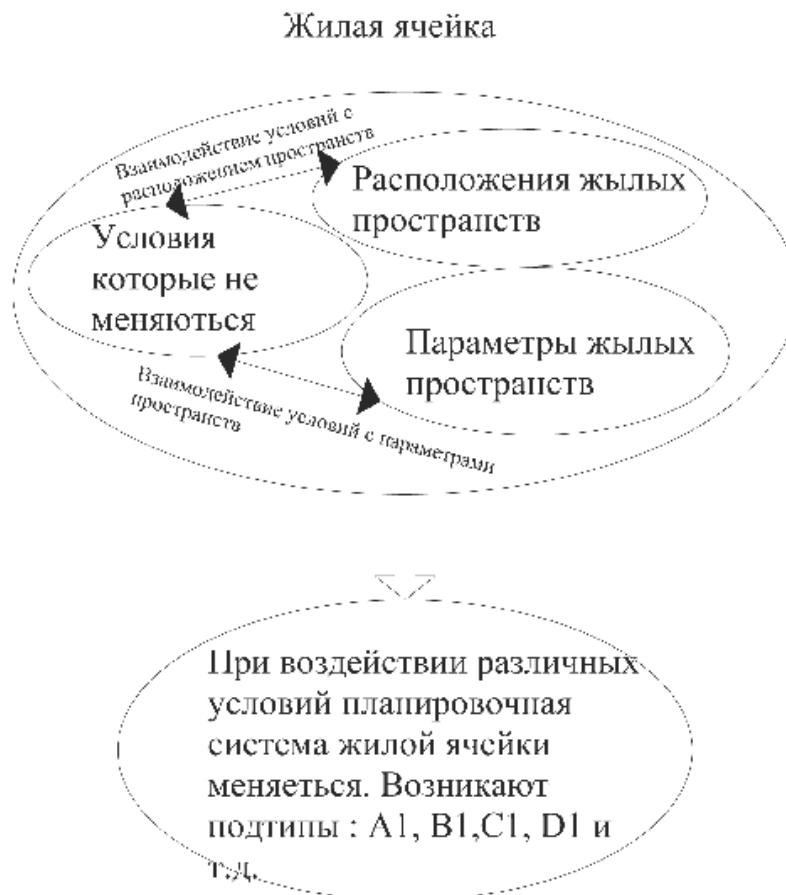 Жилая ячейка
Взаимодействие условий с
расположением пространств
Расположения жылых
пространств
Условия
которые не
меняються
Параметры жылых
пространств
Взаимодействие условий с параметрами
пространств
При воздействии различных
условий планировочная
система жилой ячейки
меняеться. Возникают
подтипы : A1, B1,C1, D1 и
т.д.